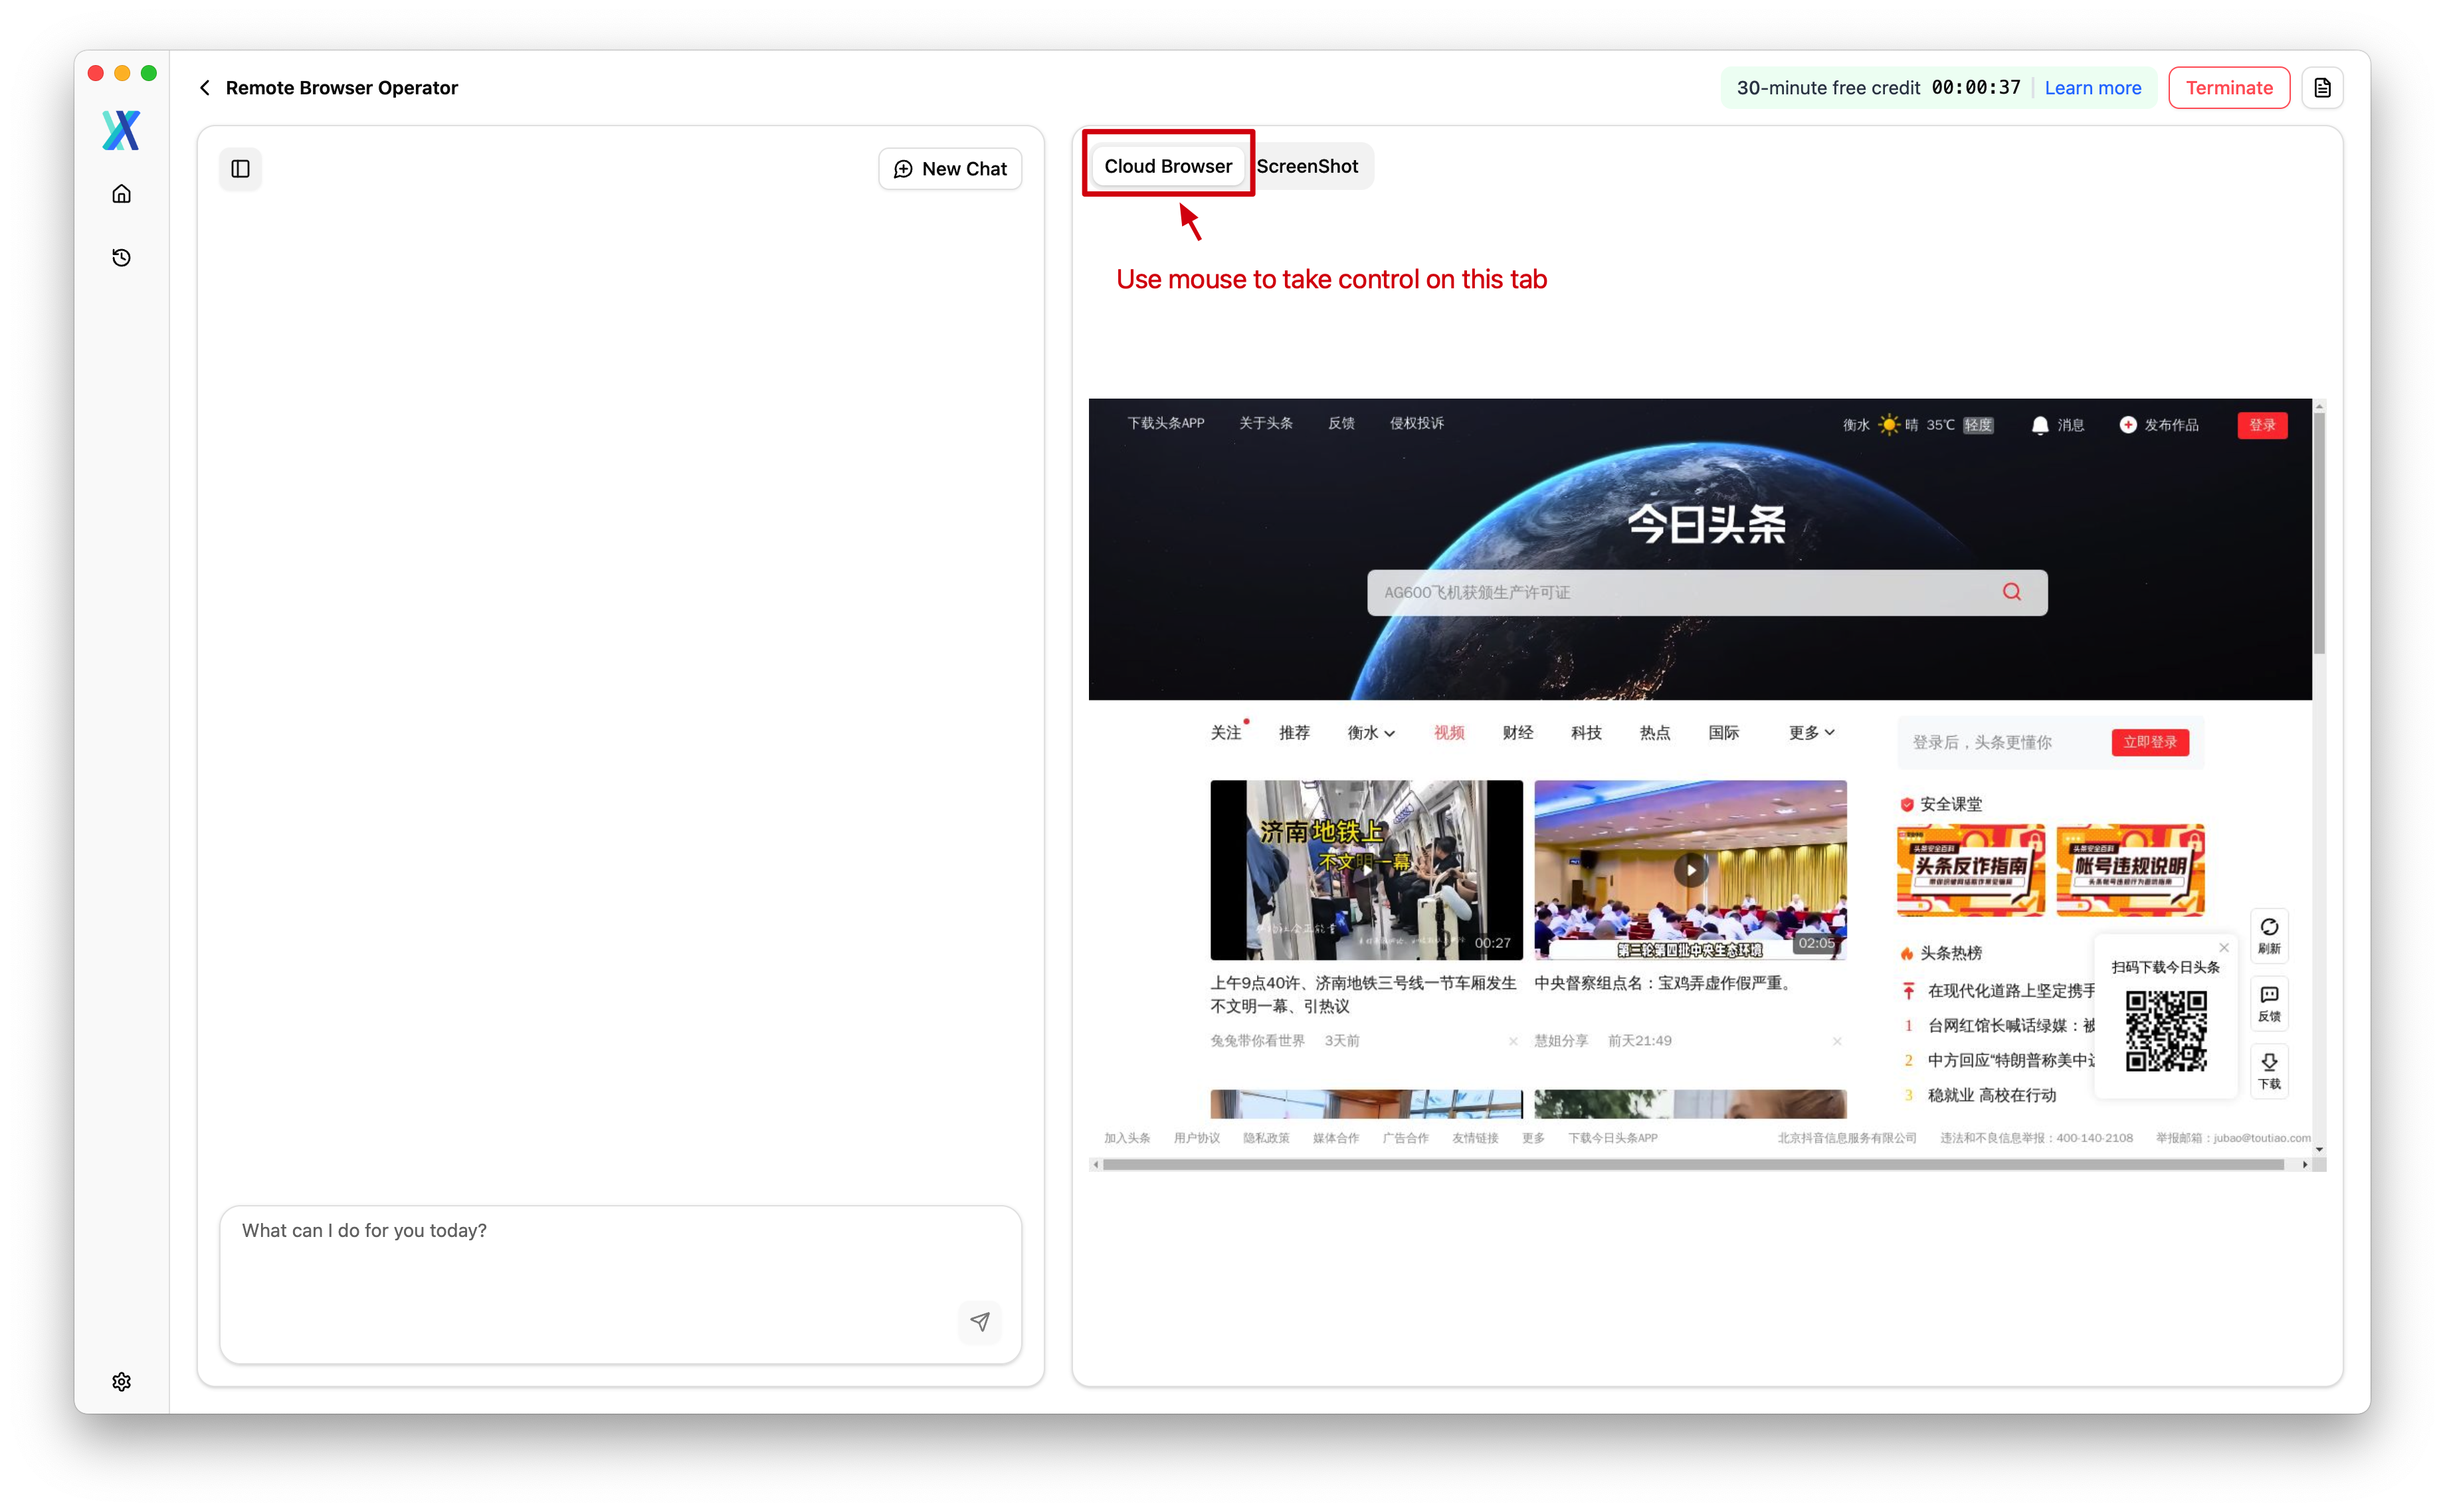 Remote Browser Operator
30-minute free credit 00:00:37 Learn more
Terminate
New Chat
Cloud Browser
ScreenShot
Use mouse to take control on this tab
下载头条APP 关于头条 反馈 侵权投诉
衡水 晴 35℃ 轻度 消息 发布作品 登录
今日头条
AG600飞机获颁生产许可证
关注 推荐 衡水 视频 财经 科技 热点 国际 更多
登录后，头条更懂你 立即登录
济南地铁上
不文明一幕
00:27
第三轮第四批中央生态环境
02:05
上午9点40许、济南地铁三号线一节车厢发生
不文明一幕、引热议
兔兔带你看世界 3天前
中央督察组点名：宝鸡弄虚作假严重。
慧姐分享 前天21:49
安全课堂
头条安全百科
头条反诈指南
头条安全百科
帐号违规说明
头条热榜
在现代化道路上坚定携手
1 台网红馆长喊话绿媒：被
2 中方回应“特朗普称美中达
3 稳就业 高校在行动
扫码下载今日头条
刷新
反馈
下载
加入头条 用户协议 隐私政策 媒体合作 广告合作 友情链接 更多 下载今日头条APP
北京抖音信息服务有限公司 违法和不良信息举报：400-140-2108 举报邮箱：jubao@toutiao.com
What can I do for you today?